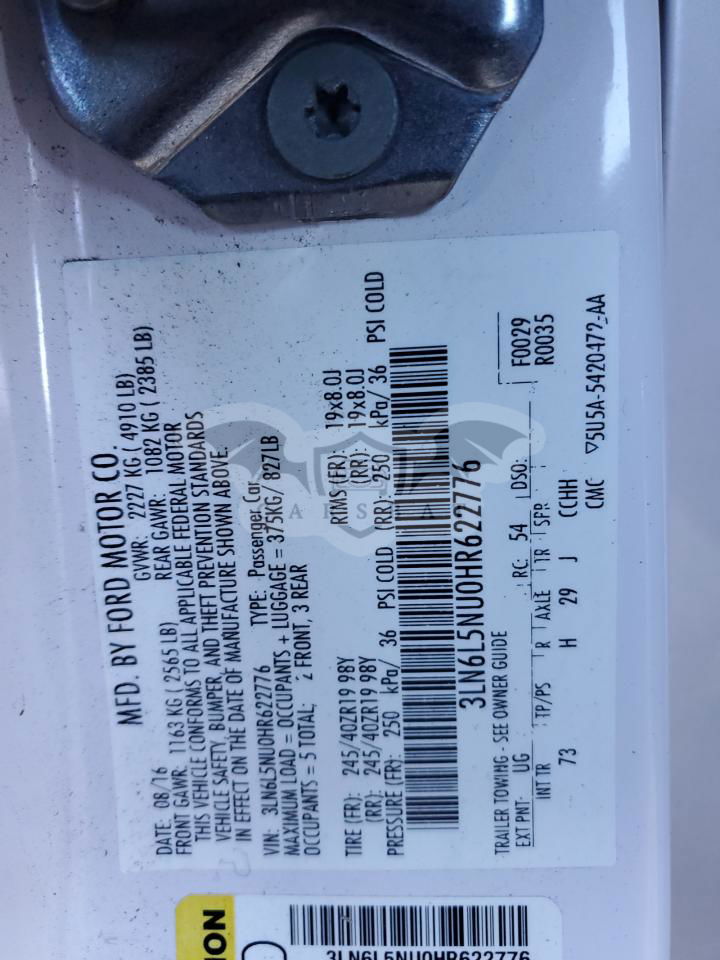 MFD. BY FORD MOTOR CO.
DATE: 08/16 GVWR: 2227 KG ( 4910 LB)
FRONT GAWR: 1163 KG ( 2565 LB) REAR GAWR: 1082 KG ( 2385 LB)
THIS VEHICLE CONFORMS TO ALL APPLICABLE FEDERAL MOTOR
VEHICLE SAFETY, BUMPER, AND THEFT PREVENTION STANDARDS
IN EFFECT ON THE DATE OF MANUFACTURE SHOWN ABOVE.
VIN: 3LN6L5NU0HR622776 TYPE: Passenger Car
MAXIMUM LOAD = OCCUPANTS + LUGGAGE = 375KG/ 827LB
OCCUPANTS = 5 TOTAL; 2 FRONT, 3 REAR
TIRE (FR): 245/40ZR19 98Y RIMS (FR): 19x8.0J
(RR): 245/40ZR19 98Y (RR): 19x8.0J
PRESSURE (FR): 250 kPa/ 36 PSI COLD (RR): 250 kPa/ 36 PSI COLD
3LN6L5NU0HR622776
TRAILER TOWING - SEE OWNER GUIDE
EXT PNT: UG RC: 54 DSO: F0029
INT TR TP/PS R AXLE TR SPR R0035
73 H 29 J CCHH
CMC ▽5U5A-5420472-AA
CARSFAX
ION
3LN6L5NU0HR622776